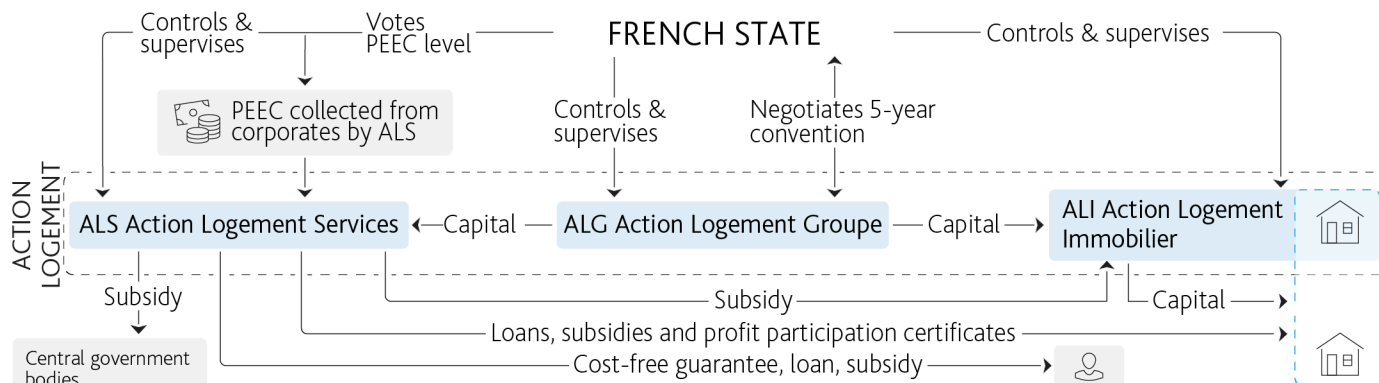 Controls &
supervises
Votes
PEEC level
FRENCH STATE
Controls & supervises
PEEC collected from
corporates by ALS
Controls &
supervises
Negotiates 5-year
convention
ACTION
LOGEMENT
ALS Action Logement Services
Capital
ALG Action Logement Groupe
Capital
ALI Action Logement
Immobilier
Subsidy
Subsidy
Capital
Loans, subsidies and profit participation certificates
Cost-free guarantee, loan, subsidy
Central government
bodies